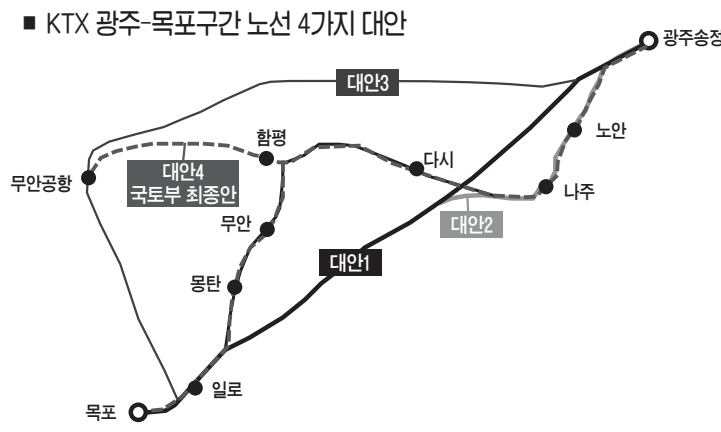 ■ KTX 광주-목포구간 노선 4가지 대안
광주송정
대안3
노안
함평
다시
대안4
국토부 최종안
무안공항
나주
무안
대안2
대안1
몽탄
일로
목포